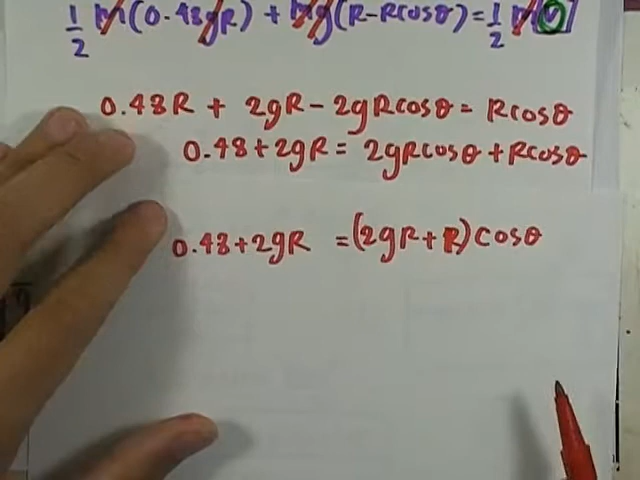 1/2 m(0.48gR) + mg(R-Rcosθ) = 1/2 m v
0.48R + 2gR - 2gRcosθ = Rcosθ
0.48 + 2gR = 2gRcosθ + Rcosθ
0.48 + 2gR = (2gR + R)cosθ